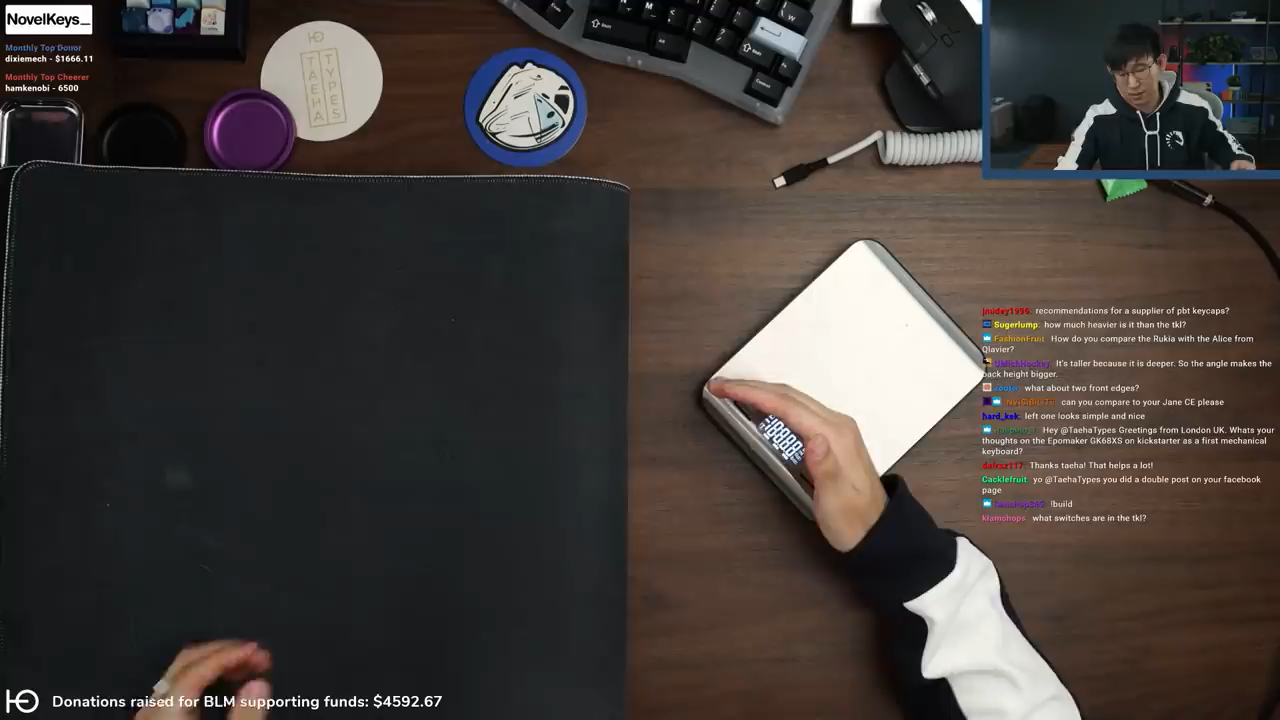 NovelKeys_
Monthly Top Donor
dixiemech - $1666.11
Monthly Top Cheerer
hamkenobi - 6500
TAEHA
TYPES
recommendations for a supplier of pbt keycaps?
Sugerlump: how much heavier is it than the tkl?
FashionFruit: How do you compare the Rukia with the Alice from
Qlavier?
UMichHockey: It's taller because it is deeper. So the angle makes the
back height bigger.
what about two front edges?
can you compare to your Jane CE please
hard_kek: left one looks simple and nice
Hey @TaehaTypes Greetings from London UK. Whats your
thoughts on the Epomaker GK68XS on kickstarter as a first mechanical
keyboard?
Thanks taeha! That helps a lot!
Cacklefruit: yo @TaehaTypes you did a double post on your facebook
page
!build
klamshops: what switches are in the tkl?
Donations raised for BLM supporting funds: $4592.67